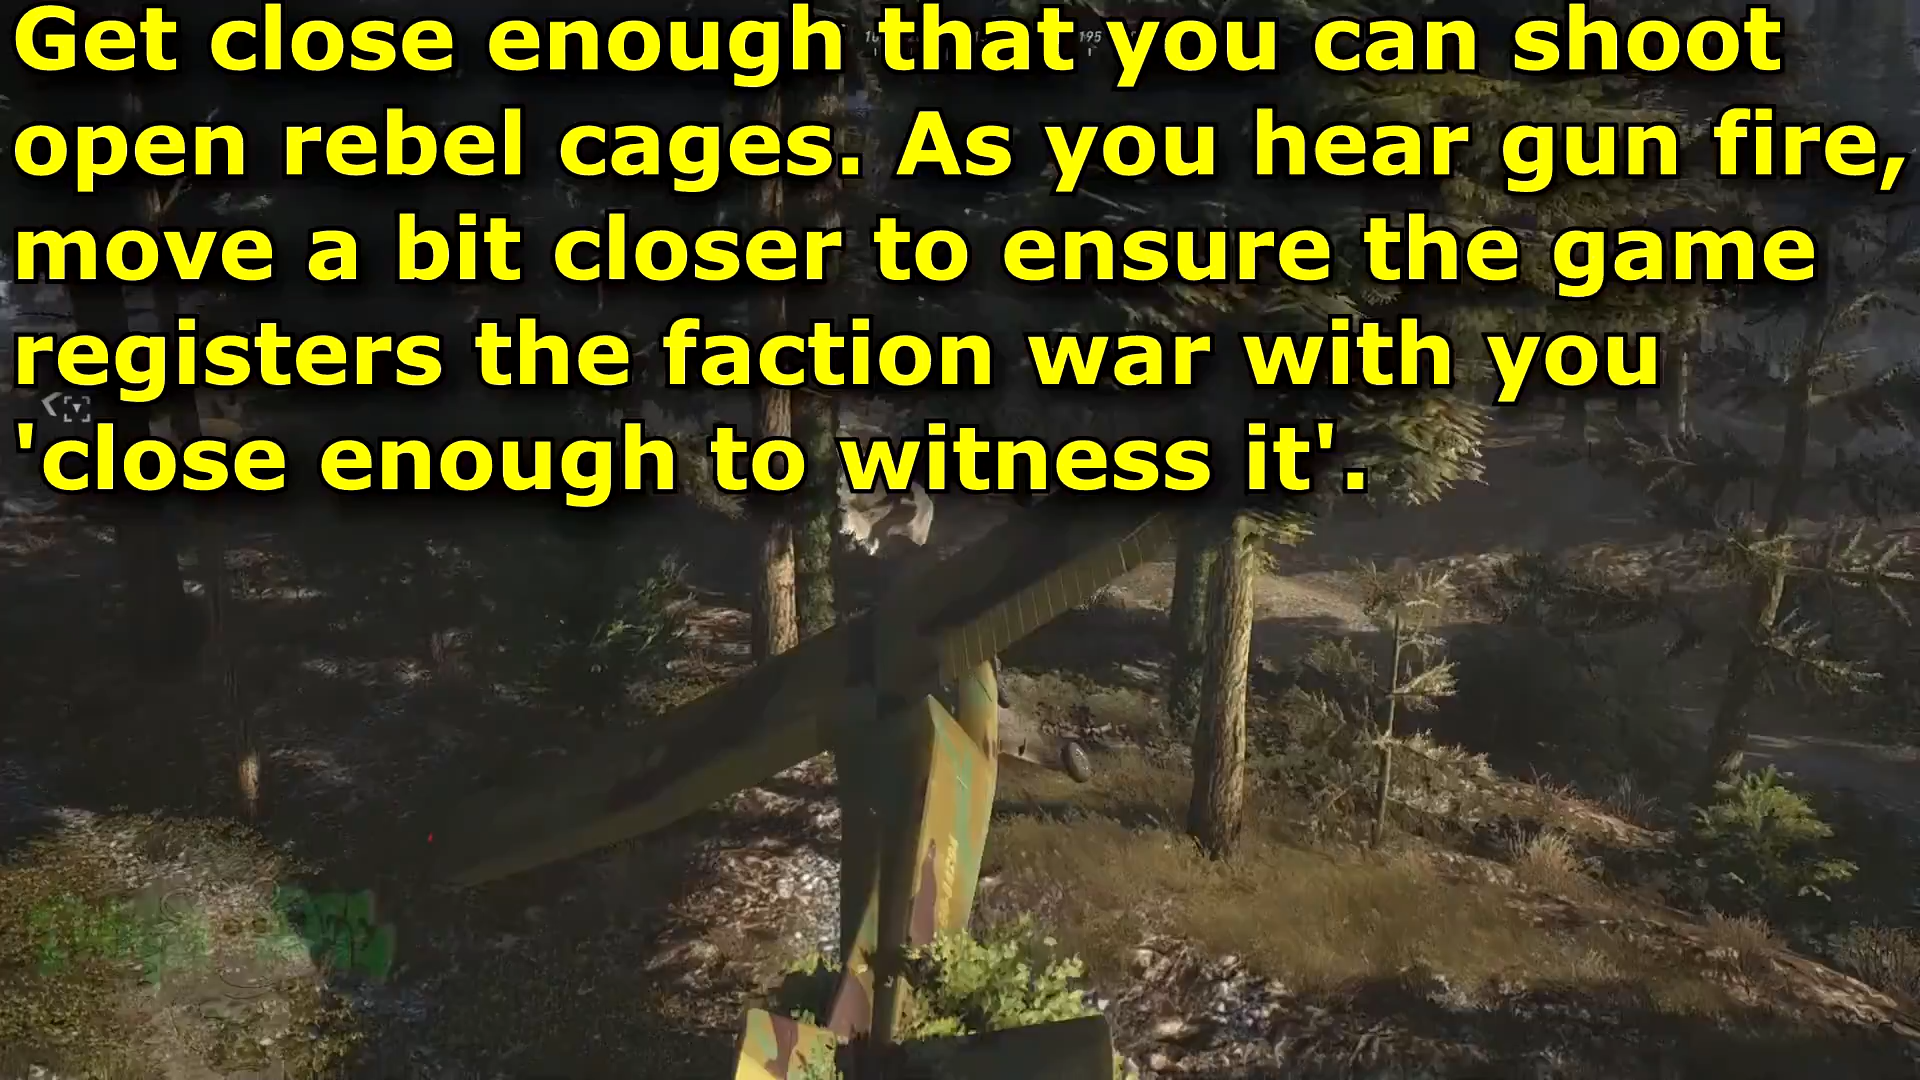 Get close enough that you can shoot
open rebel cages. As you hear gun fire,
move a bit closer to ensure the game
registers the faction war with you
'close enough to witness it'.
195